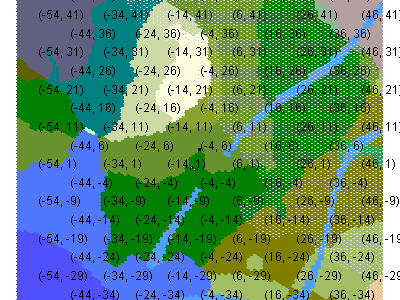 (-54, 41) (-34, 41) (-14, 41) (6, 41) (26, 41) (46, 41)
(-44, 36) (-24, 36) (-4, 36) (16, 36) (36, 36)
(-54, 31) (-34, 31) (-14, 31) (6, 31) (26, 31) (46, 31)
(-44, 26) (-24, 26) (-4, 26) (16, 26) (36, 26)
(-54, 21) (-34, 21) (-14, 21) (6, 21) (26, 21) (46, 21)
(-44, 16) (-24, 16) (-4, 16) (16, 16) (36, 16)
(-54, 11) (-34, 11) (-14, 11) (6, 11) (26, 11) (46, 11)
(-44, 6) (-24, 6) (-4, 6) (16, 6) (36, 6)
(-54, 1) (-34, 1) (-14, 1) (6, 1) (26, 1) (46, 1)
(-44, -4) (-24, -4) (-4, -4) (16, -4) (36, -4)
(-54, -9) (-34, -9) (-14, -9) (6, -9) (26, -9) (46, -9
(-44, -14) (-24, -14) (-4, -14) (16, -14) (36, -14)
(-54, -19) (-34, -19) (-14, -19) (6, -19) (26, -19) (46, -19
(-44, -24) (-24, -24) (-4, -24) (16, -24) (36, -24)
(-54, -29) (-34, -29) (-14, -29) (6, -29) (26, -29) (46, -29
(-44, -34) (-24, -34) (-4, -34) (16, -34) (36, -34)